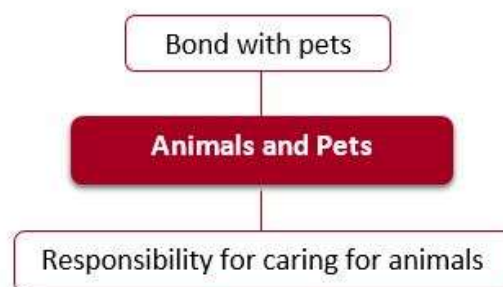 Bond with pets
Animals and Pets
Responsibility for caring for animals